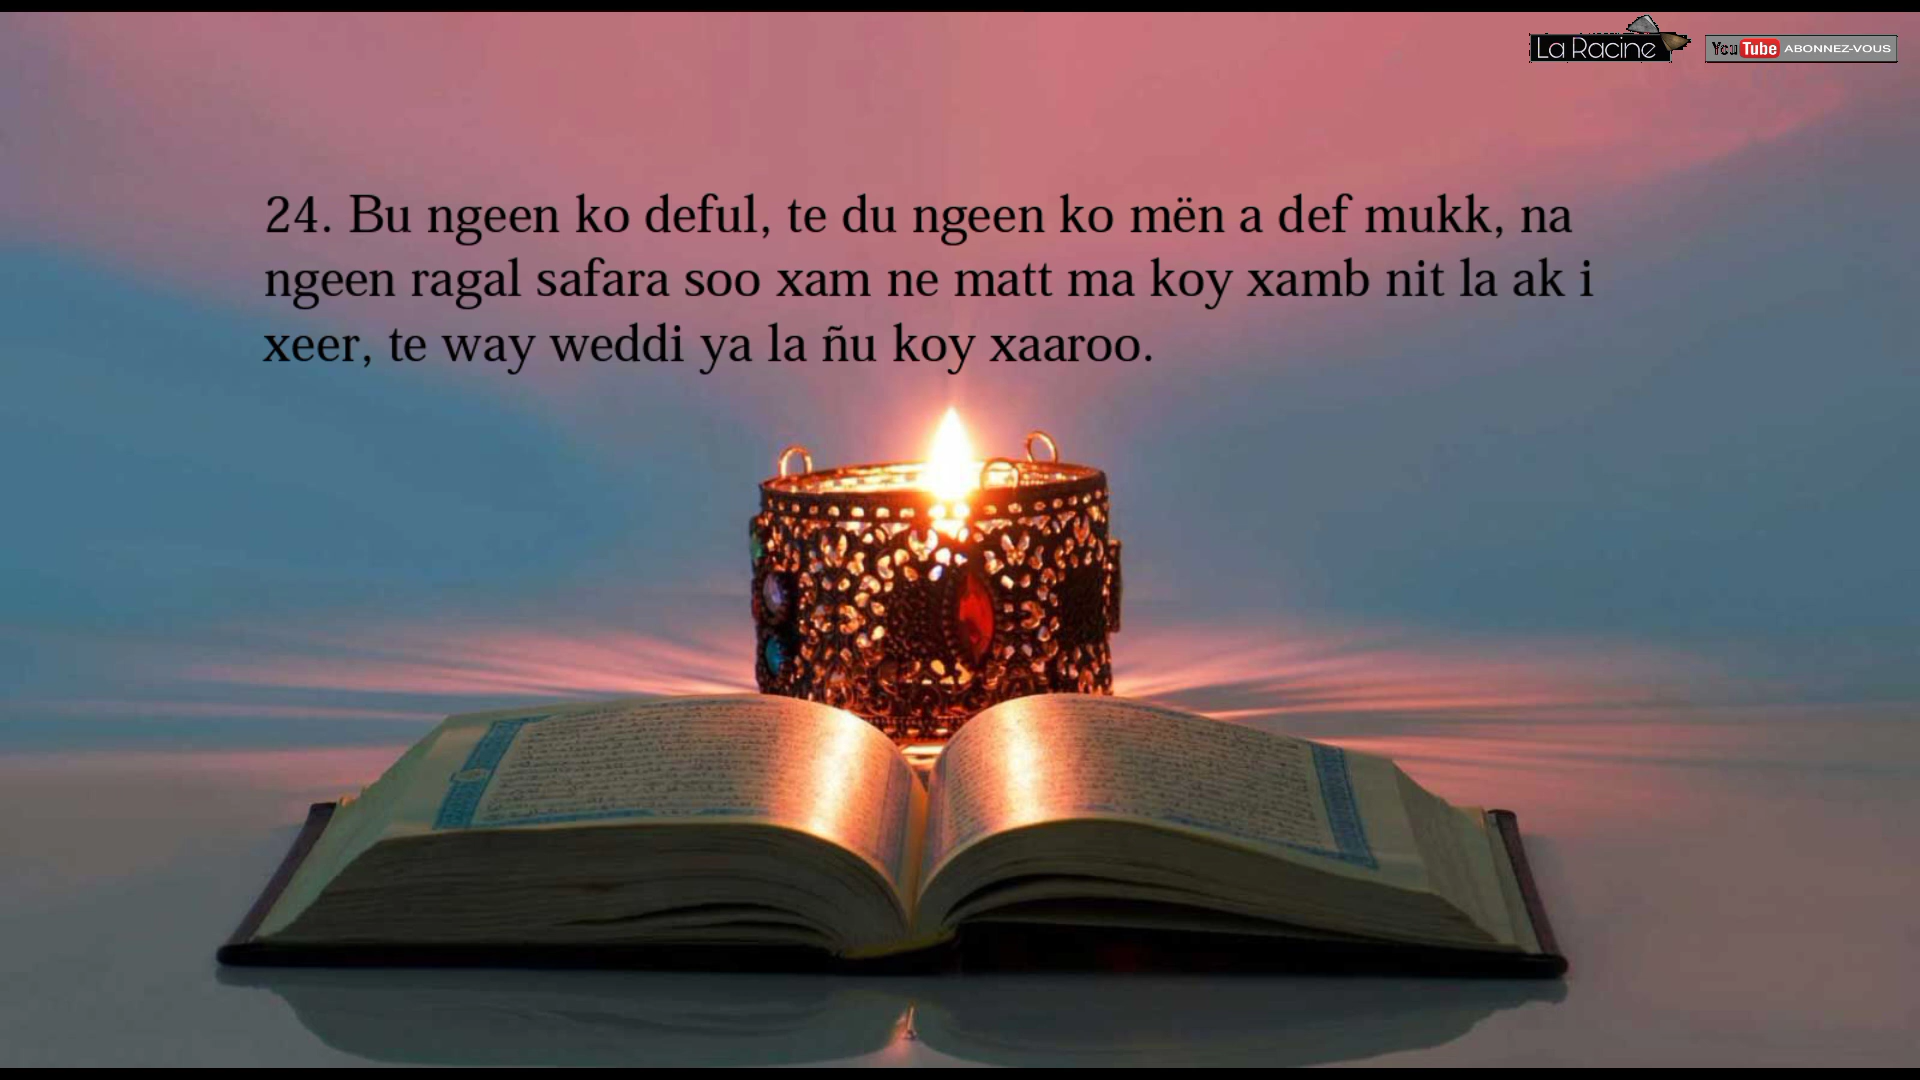 La Racine
YouTube ABONNEZ-VOUS
24. Bu ngeen ko deful, te du ngeen ko mën a def mukk, na
ngeen ragal safara soo xam ne matt ma koy xamb nit la ak i
xeer, te way weddi ya la ñu koy xaaroo.